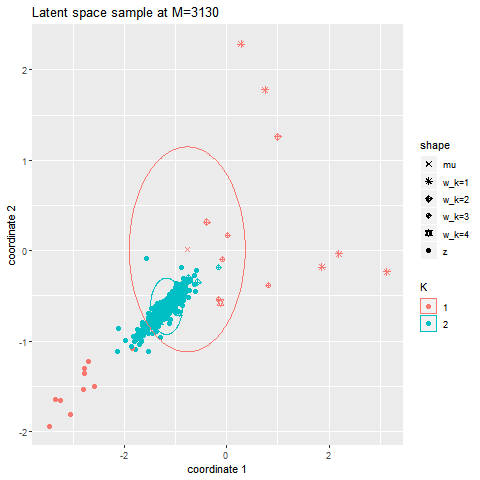 Latent space sample at M=3130
coordinate 2
2
1
0
-1
-2
-2
0
2
coordinate 1
shape
mu
w_k=1
w_k=2
w_k=3
w_k=4
z
K
1
2